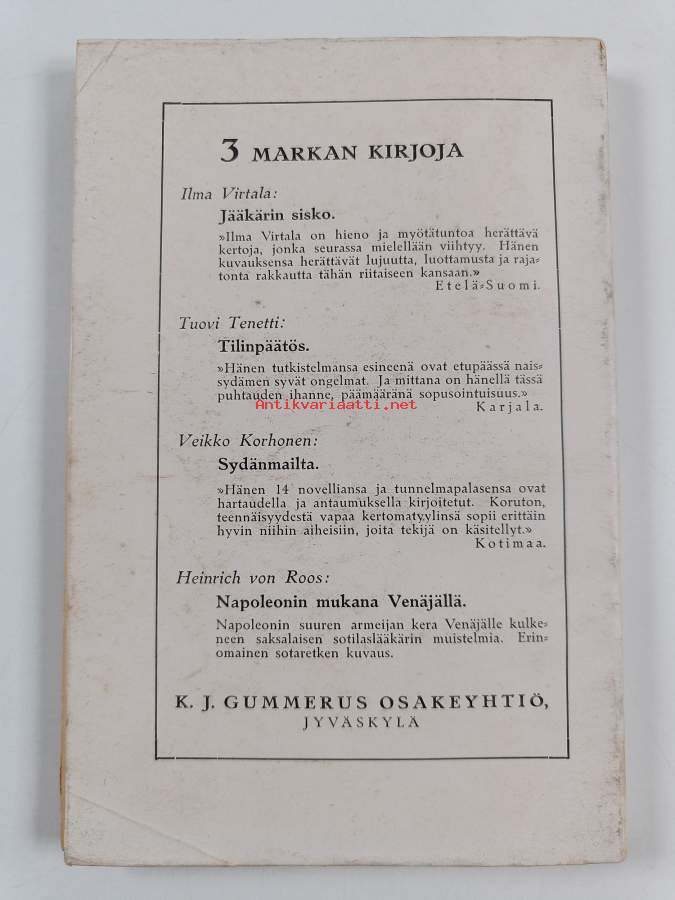 3 MARKAN KIRJOJA
Ilma Virtala:
Jääkärin sisko.
»Ilma Virtala on hieno ja myötätuntoa herättävä
kertoja, jonka seurassa mielellään viihtyy. Hänen
kuvauksensa herättävät lujuutta, luottamusta ja raja=
tonta rakkautta tähän riitaiseen kansaan.»
Etelä=Suomi.
Tuovi Tenetti:
Tilinpäätös.
»Hänen tutkistelmansa esineenä ovat etupäässä nais=
sydämen syvät ongelmat. Ja mittana on hänellä tässä
puhtauden ihanne, päämääränä sopusointuisuus.»
Antikvariaatti.net
Karjala.
Veikko Korhonen:
Sydänmailta.
»Hänen 14 novelliansa ja tunnelmapalasensa ovat
hartaudella ja antaumuksella kirjoitetut. Koruton,
teennäisyydestä vapaa kertomatyylinsä sopii erittäin
hyvin niihin aiheisiin, joita tekijä on käsitellyt.»
Kotimaa.
Heinrich von Roos:
Napoleonin mukana Venäjällä.
Napoleonin suuren armeijan kera Venäjälle kulke=
neen saksalaisen sotilaslääkärin muistelmia. Erin=
omainen sotaretken kuvaus.
K. J. GUMMERUS OSAKEYHTIÖ,
JYVÄSKYLÄ